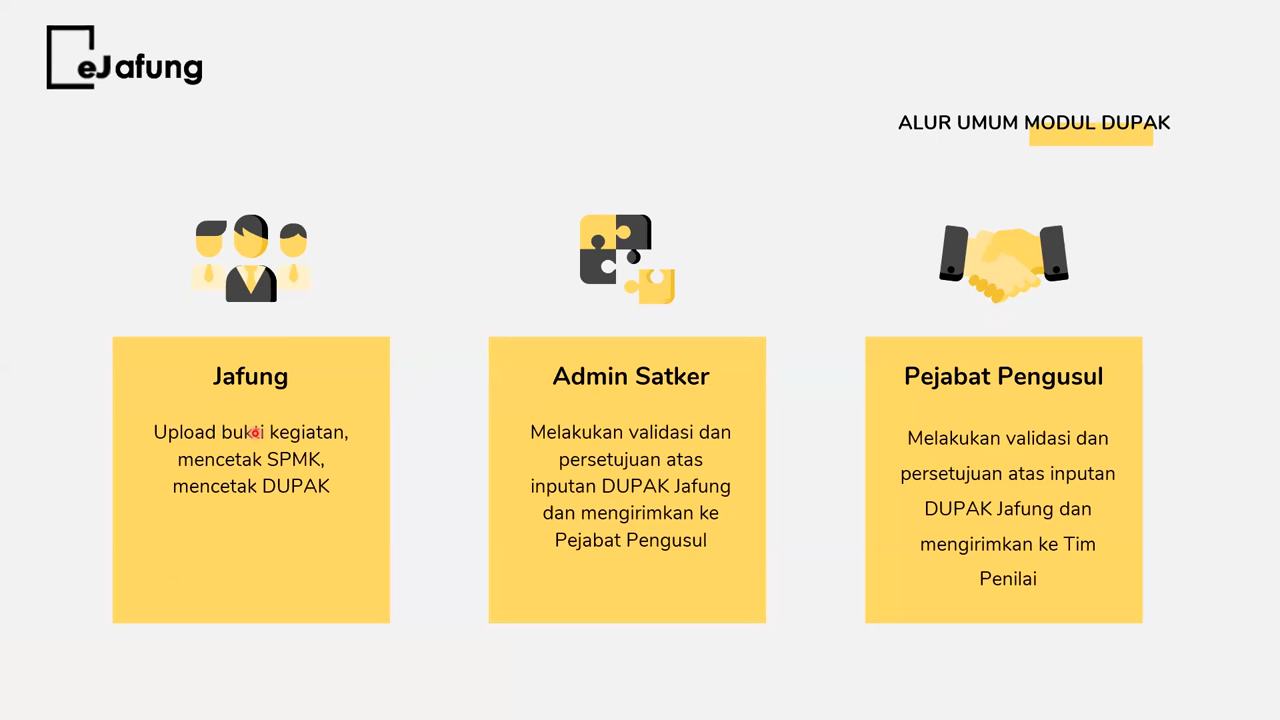 eJafung
ALUR UMUM MODUL DUPAK
Jafung
Upload bukti kegiatan,
mencetak SPMK,
mencetak DUPAK
Admin Satker
Melakukan validasi dan
persetujuan atas
inputan DUPAK Jafung
dan mengirimkan ke
Pejabat Pengusul
Pejabat Pengusul
Melakukan validasi dan
persetujuan atas inputan
DUPAK Jafung dan
mengirimkan ke Tim
Penilai